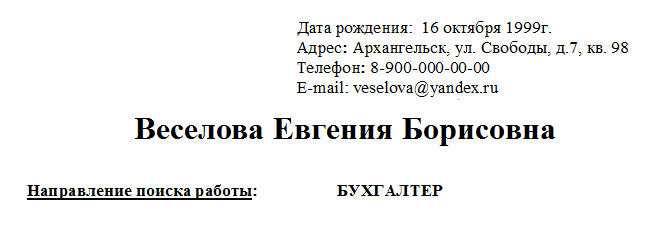 Дата рождения:  16 октября 1999г.
Адрес: Архангельск, ул. Свободы, д.7, кв. 98
Телефон: 8-900-000-00-00
E-mail: veselova@yandex.ru
Веселова Евгения Борисовна
Направление поиска работы: БУХГАЛТЕР